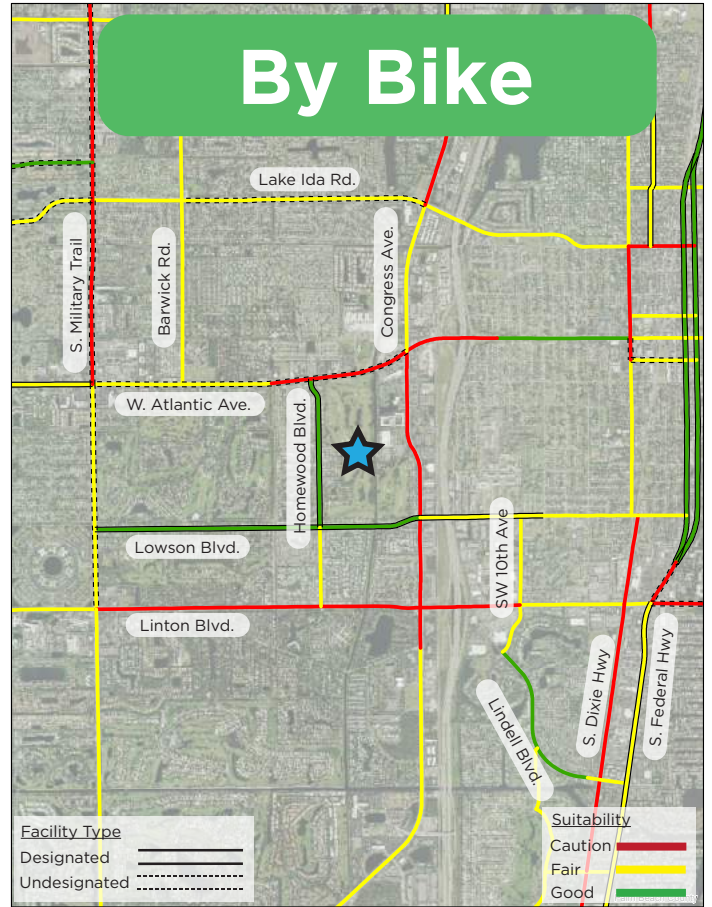 By Bike
Lake Ida Rd.
S. Military Trail
Barwick Rd.
Congress Ave.
W. Atlantic Ave.
Homewood Blvd.
Lowson Blvd.
SW 10th Ave
Linton Blvd.
Lindell Blvd.
S. Dixie Hwy
S. Federal Hwy
Facility Type
Designated
Undesignated
Suitability
Caution
Fair
Good